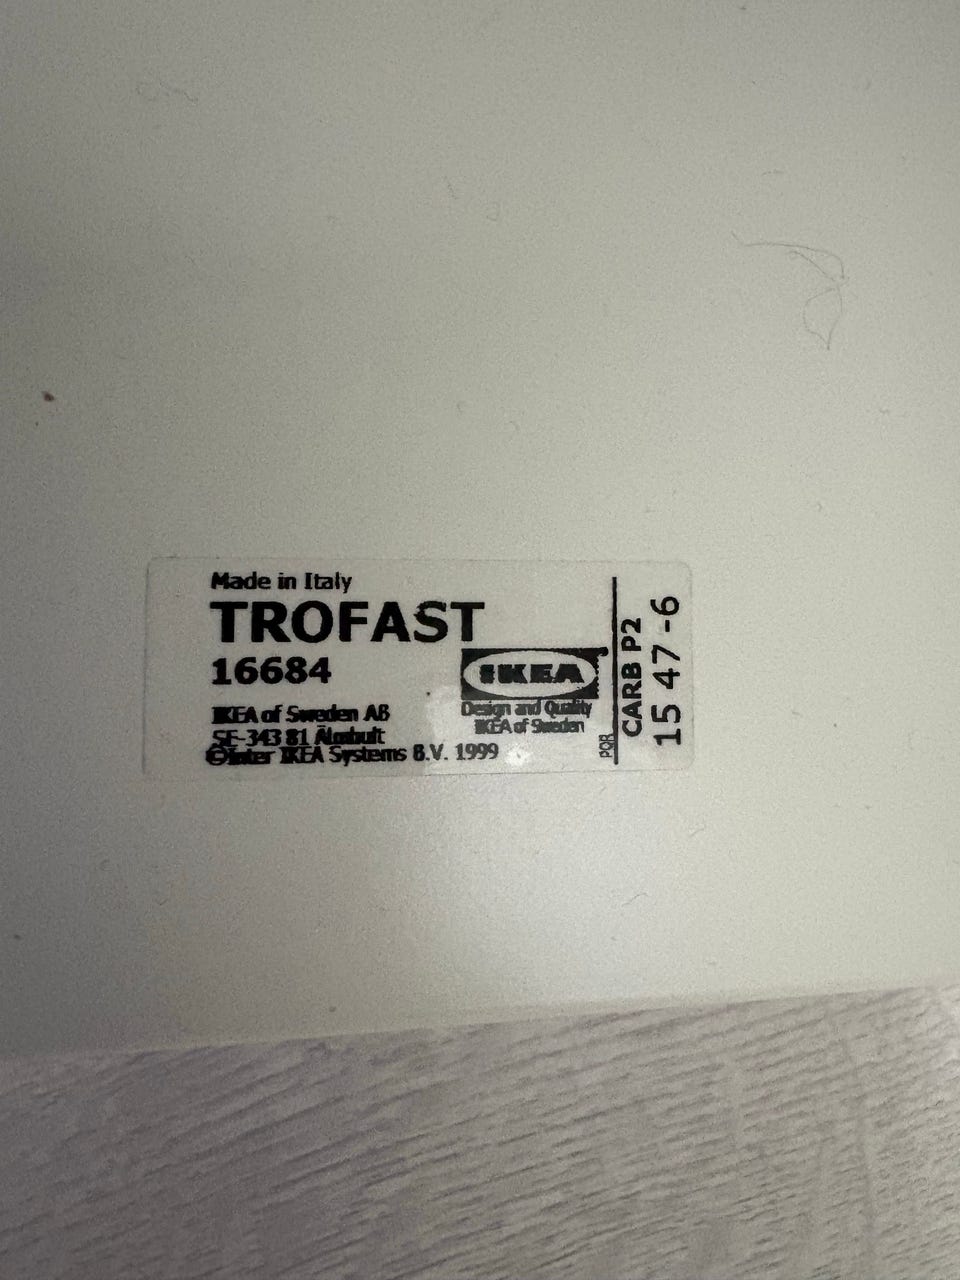 Made in Italy
TROFAST
16684
IKEA
Design and Quality
IKEA of Sweden
IKEA of Sweden AB
SE-343 81 Älmhult
©Inter IKEA Systems B.V. 1999
PQR
CARB P2
15 47 -6